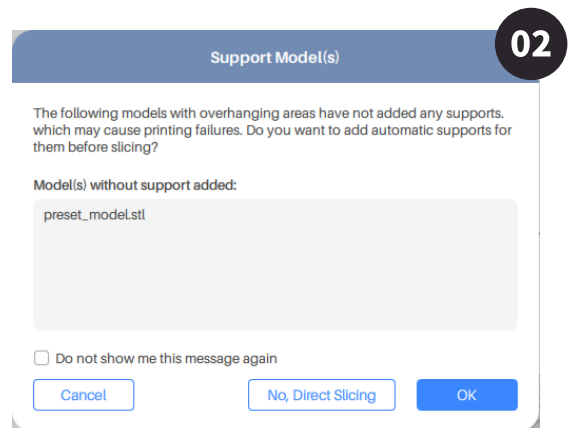 02
Support Model(s)
The following models with overhanging areas have not added any supports.
which may cause printing failures. Do you want to add automatic supports for
them before slicing?
Model(s) without support added:
preset_model.stl
Do not show me this message again
Cancel
No, Direct Slicing
OK